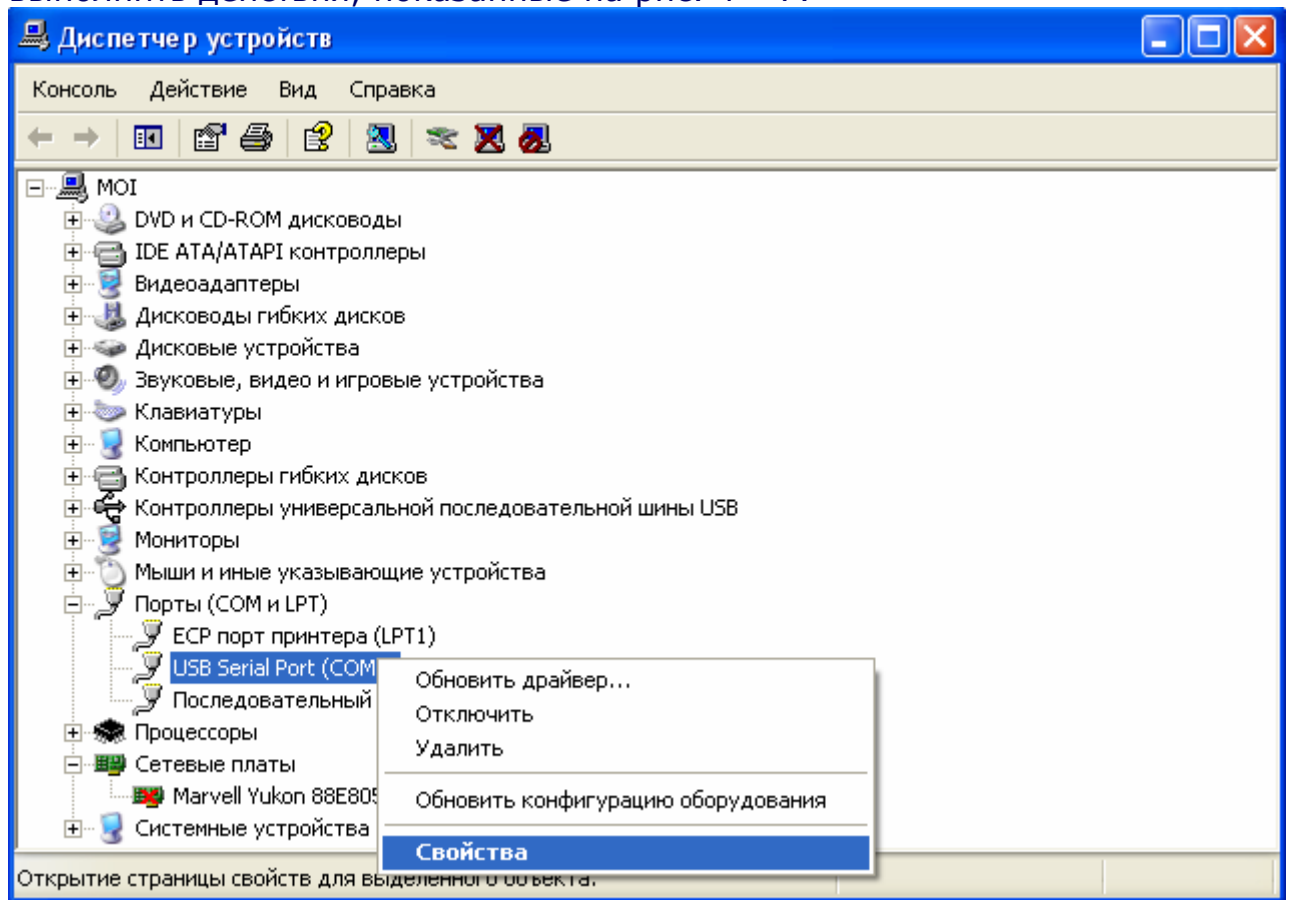 Диспетчер устройств
Консоль Действие Вид Справка
MOI
DVD и CD-ROM дисководы
IDE ATA/ATAPI контроллеры
Видеоадаптеры
Дисководы гибких дисков
Дисковые устройства
Звуковые, видео и игровые устройства
Клавиатуры
Компьютер
Контроллеры гибких дисков
Контроллеры универсальной последовательной шины USB
Мониторы
Мыши и иные указывающие устройства
Порты (COM и LPT)
ECP порт принтера (LPT1)
USB Serial Port (COM
Последовательный
Процессоры
Сетевые платы
Marvell Yukon 88E805
Системные устройства
Обновить драйвер...
Отключить
Удалить
Обновить конфигурацию оборудования
Свойства
Открытие страницы свойств для выделенного объекта.